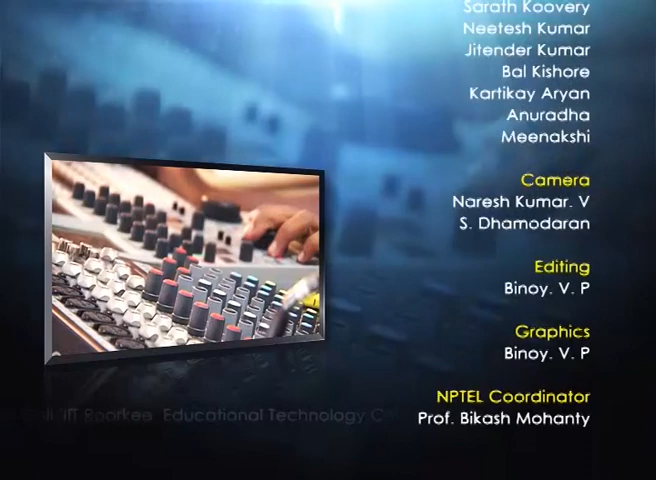 Sarath Koovery
Neetesh Kumar
Jitender Kumar
Bal Kishore
Kartikay Aryan
Anuradha
Meenakshi
Camera
Naresh Kumar. V
S. Dhamodaran
Editing
Binoy. V. P
Graphics
Binoy. V. P
NPTEL Coordinator
Prof. Bikash Mohanty
IIT Roorkee Educational Technology